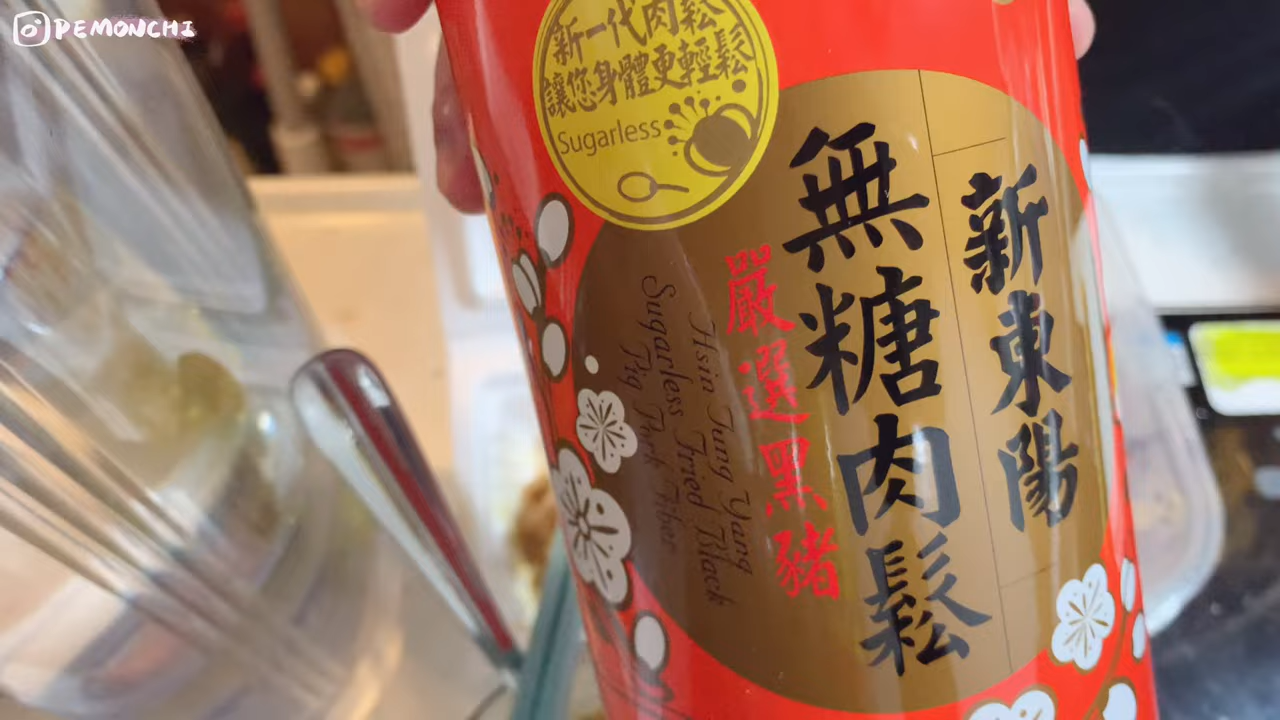 PEMONCHI
新一代肉鬆
讓您身體更輕鬆
Sugarless
新東陽
無糖肉鬆
嚴選黑豬
Hsin Tung Yang
Sugarless Fried Black
Pig Pork Fiber